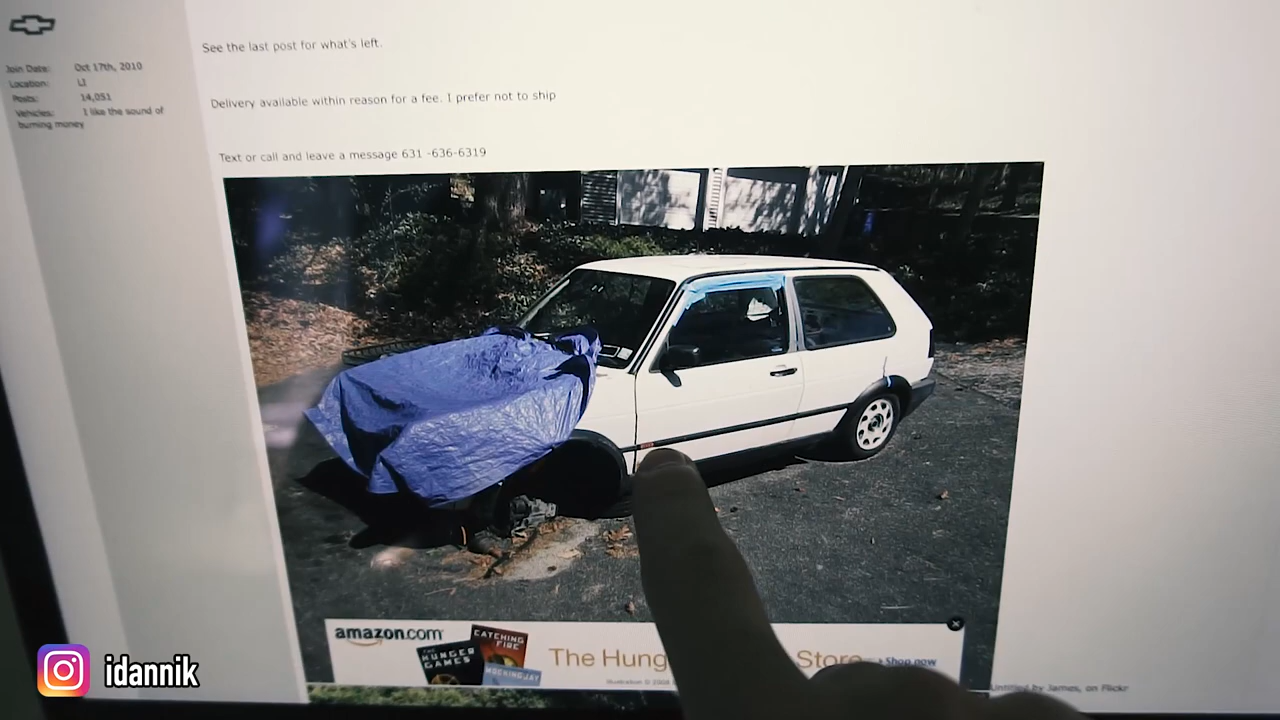 See the last post for what's left.
Join Date: Oct 17th, 2010
Location: LI
Posts: 14,051
Vehicles: I like the sound of
burning money
Delivery available within reason for a fee. I prefer not to ship
Text or call and leave a message 631 -636-6319
amazon.com
THE HUNGER GAMES
CATCHING FIRE
MOCKINGJAY
The Hung Store
Shop now
Untitled by James, on Flickr
idannik